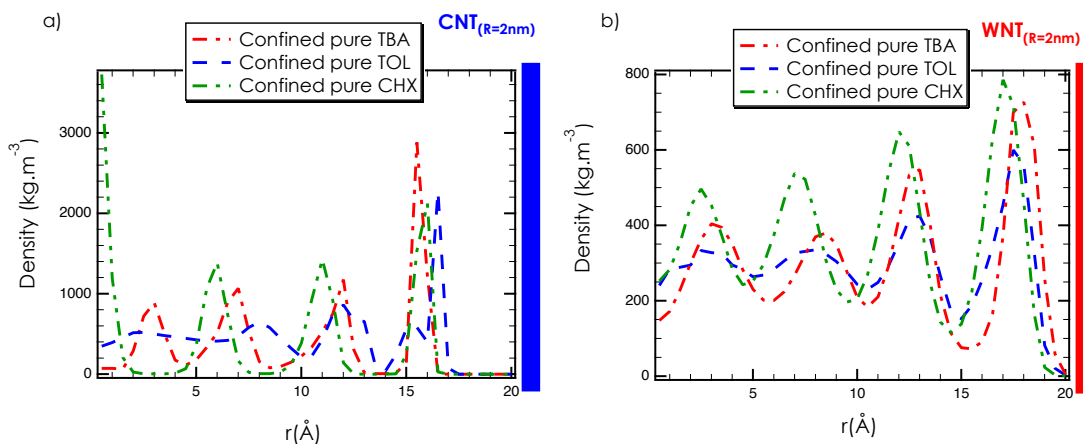 a)
CNT(R=2nm)
Confined pure TBA
Confined pure TOL
Confined pure CHX
Density (kg.m-3)
3000
2000
1000
0
5
10
15
20
r(Å)
b)
WNT(R=2nm)
Confined pure TBA
Confined pure TOL
Confined pure CHX
Density (kg.m-3)
800
600
400
200
0
5
10
15
20
r(Å)